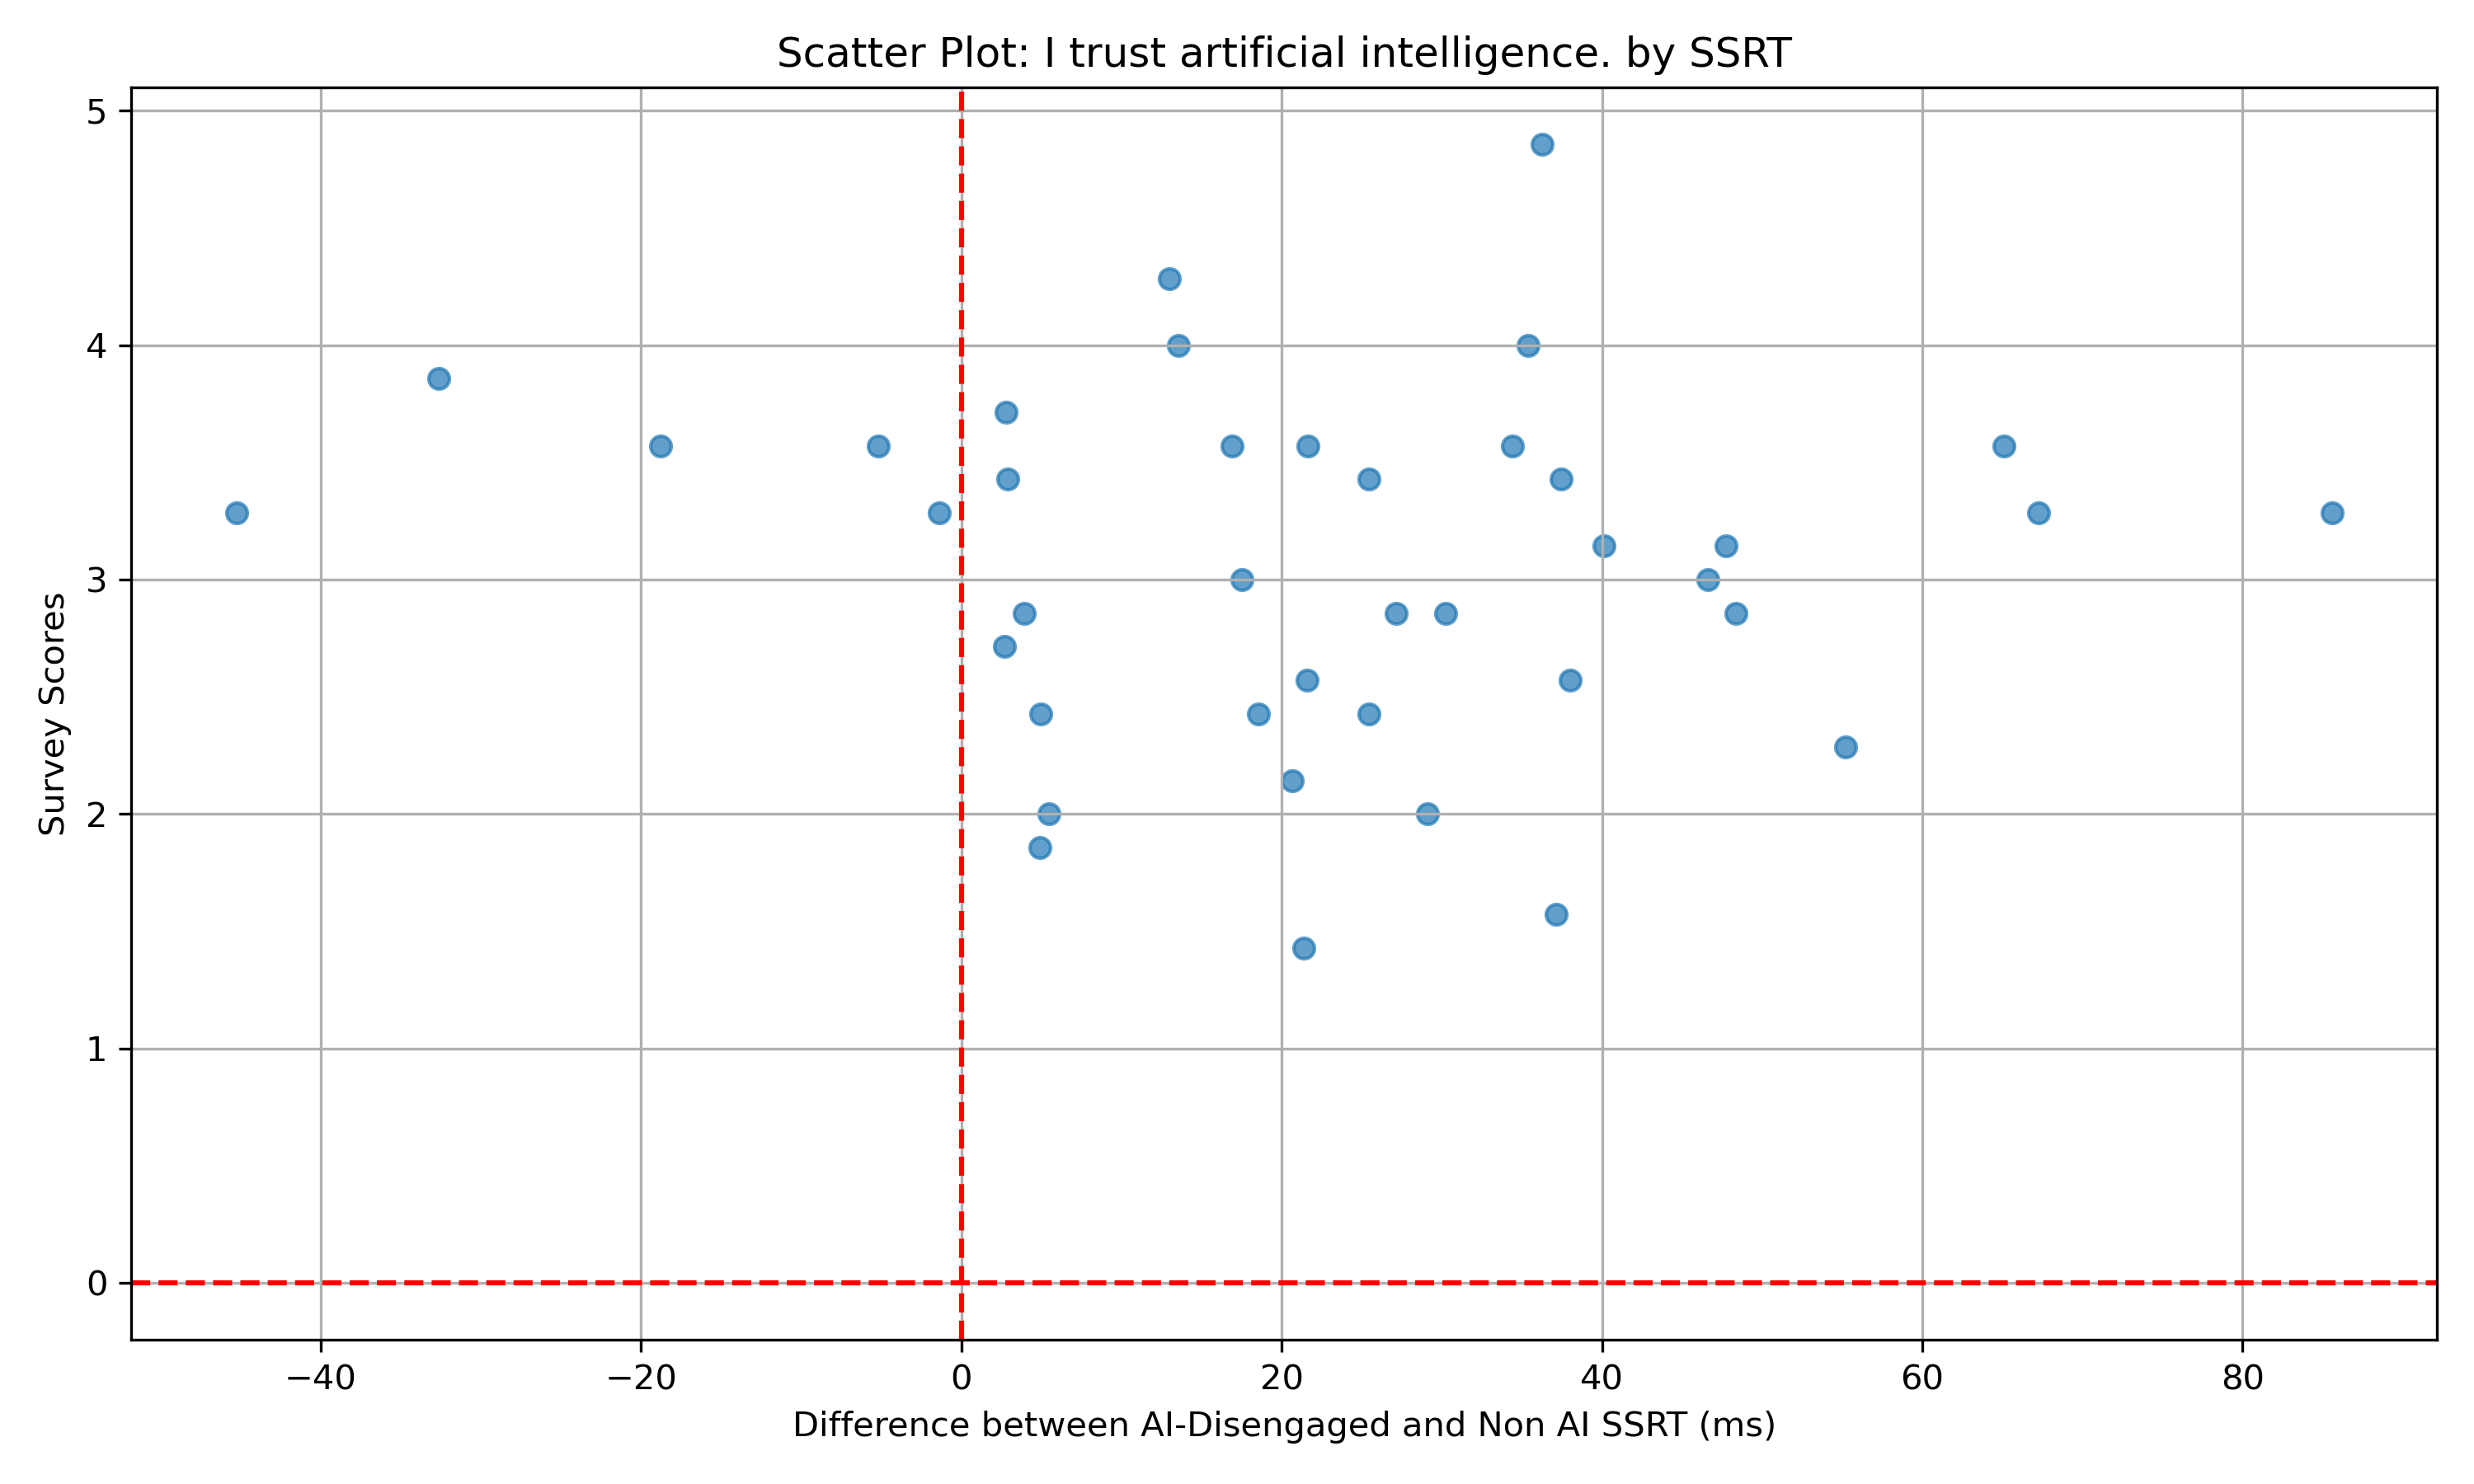 Scatter Plot: I trust artificial intelligence. by SSRT
Survey Scores
5
4
3
2
1
0
−40 −20 0 20 40 60 80
Difference between AI-Disengaged and Non AI SSRT (ms)